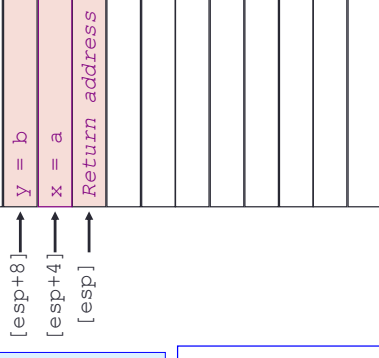 y = b
x = a
Return address
[esp+8]
[esp+4]
[esp]